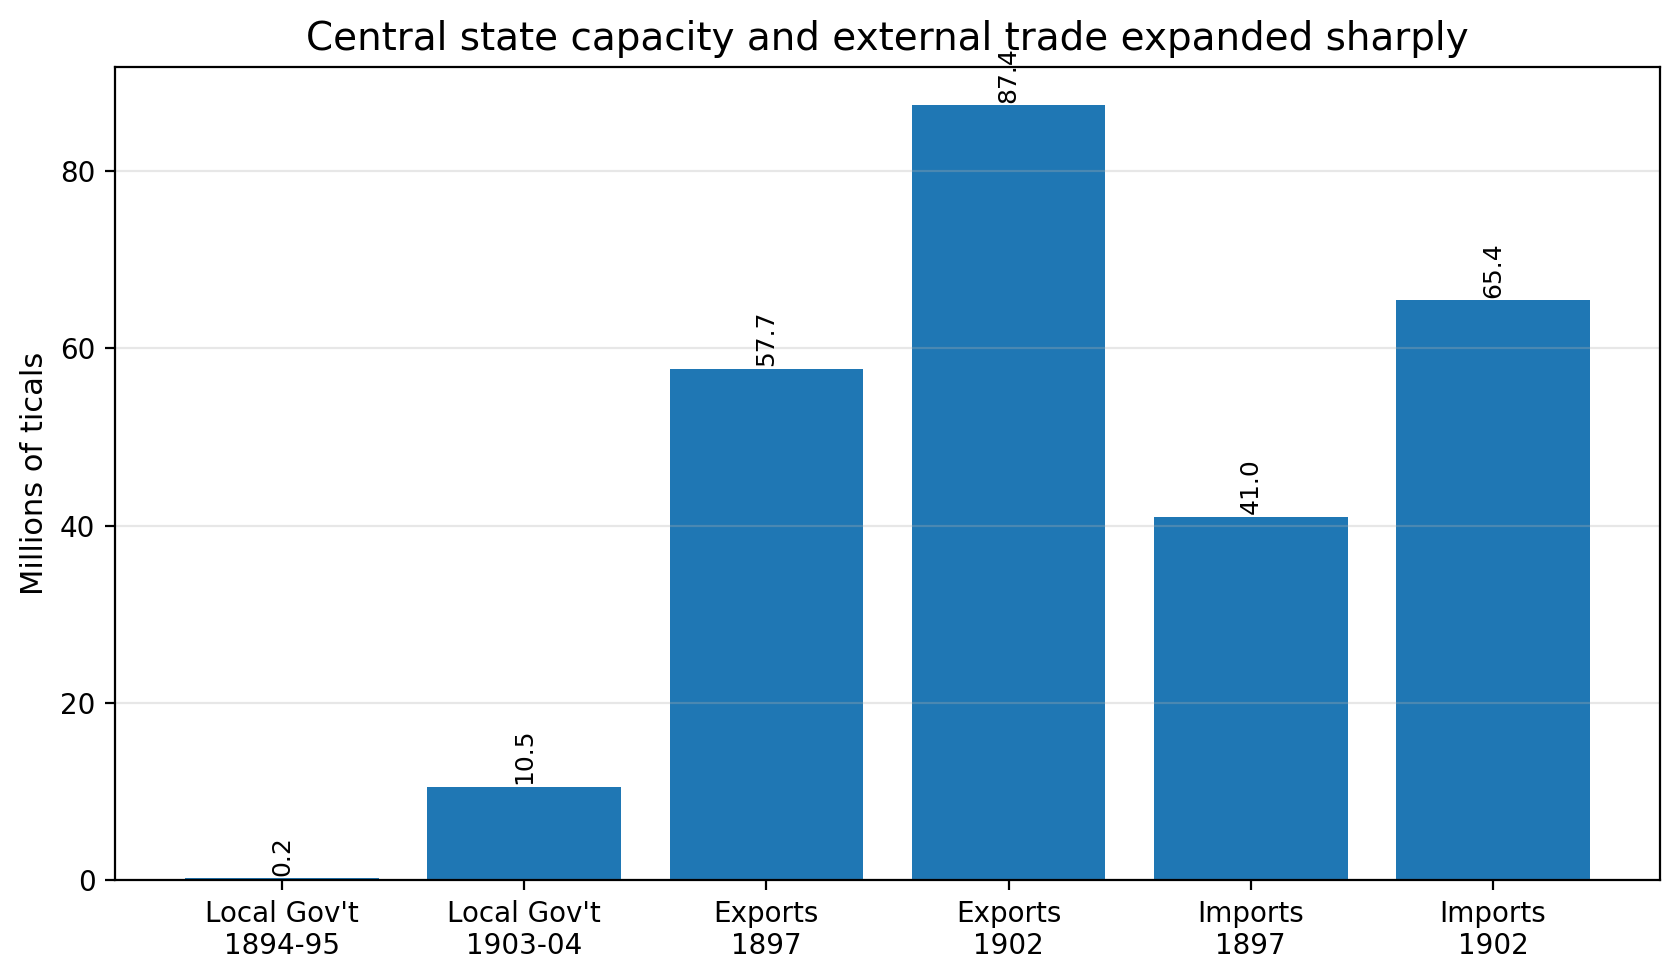 Central state capacity and external trade expanded sharply
Millions of ticals
80
60
40
20
0
0.2
10.5
57.7
87.4
41.0
65.4
Local Gov't
1894-95
Local Gov't
1903-04
Exports
1897
Exports
1902
Imports
1897
Imports
1902